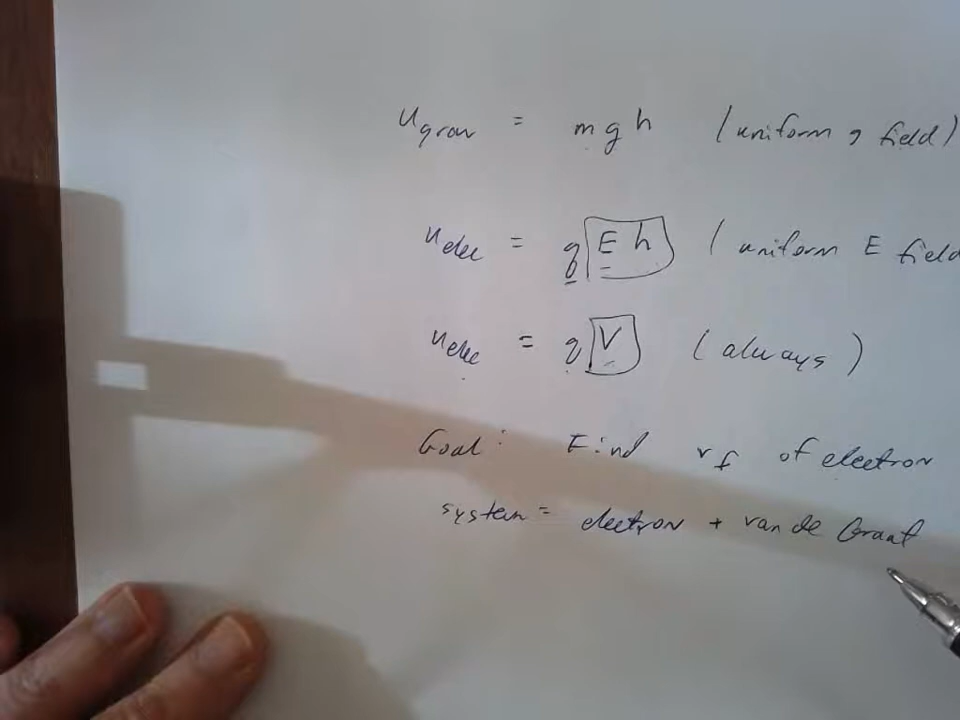 Ugrav = mgh (uniform g field)
Uelec = qEh (uniform E field
Uelec = qV (always)
Goal: Find vf of electron
system = electron + van de Graaf